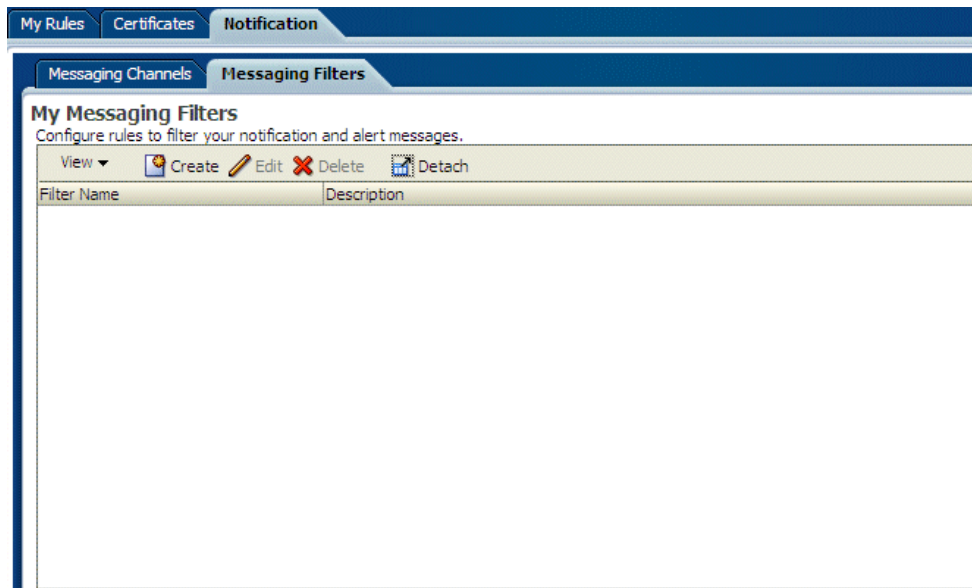 My Rules Certificates Notification
Messaging Channels Messaging Filters
My Messaging Filters
Configure rules to filter your notification and alert messages.
View Create Edit Delete Detach
Filter Name Description